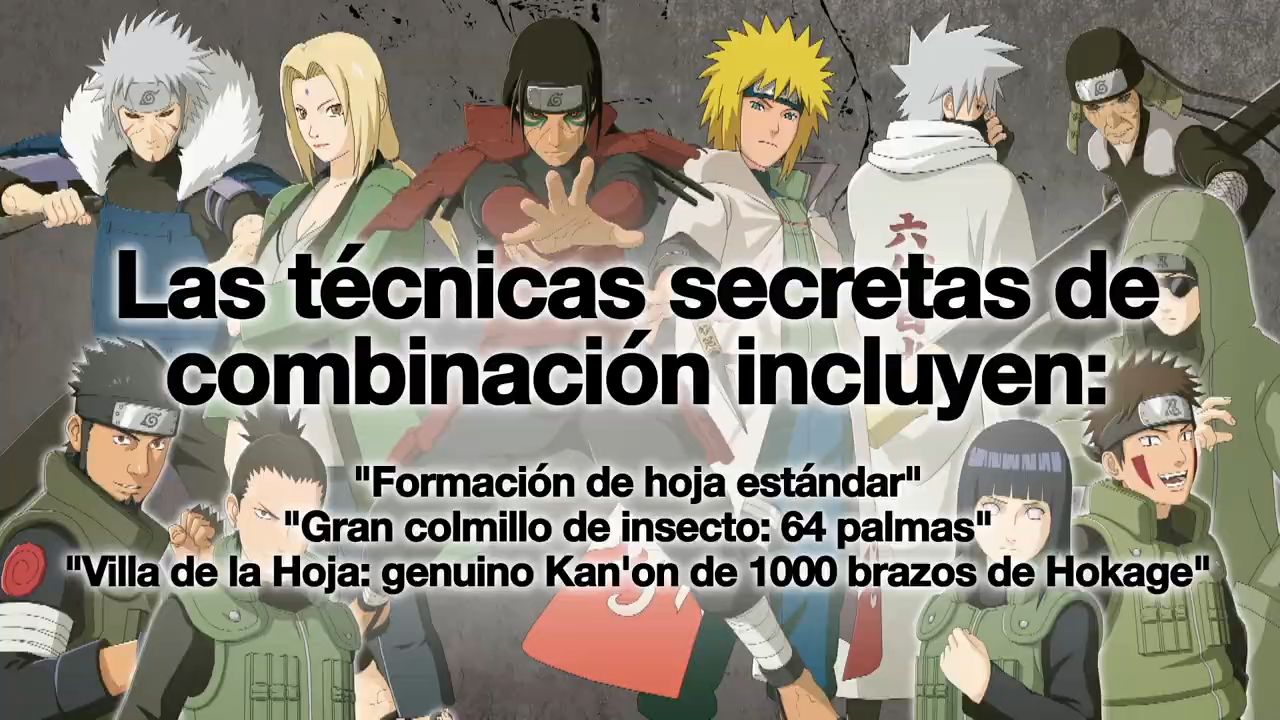 Las técnicas secretas de
combinación incluyen:
"Formación de hoja estándar"
"Gran colmillo de insecto: 64 palmas"
"Villa de la Hoja: genuino Kan'on de 1000 brazos de Hokage"
六